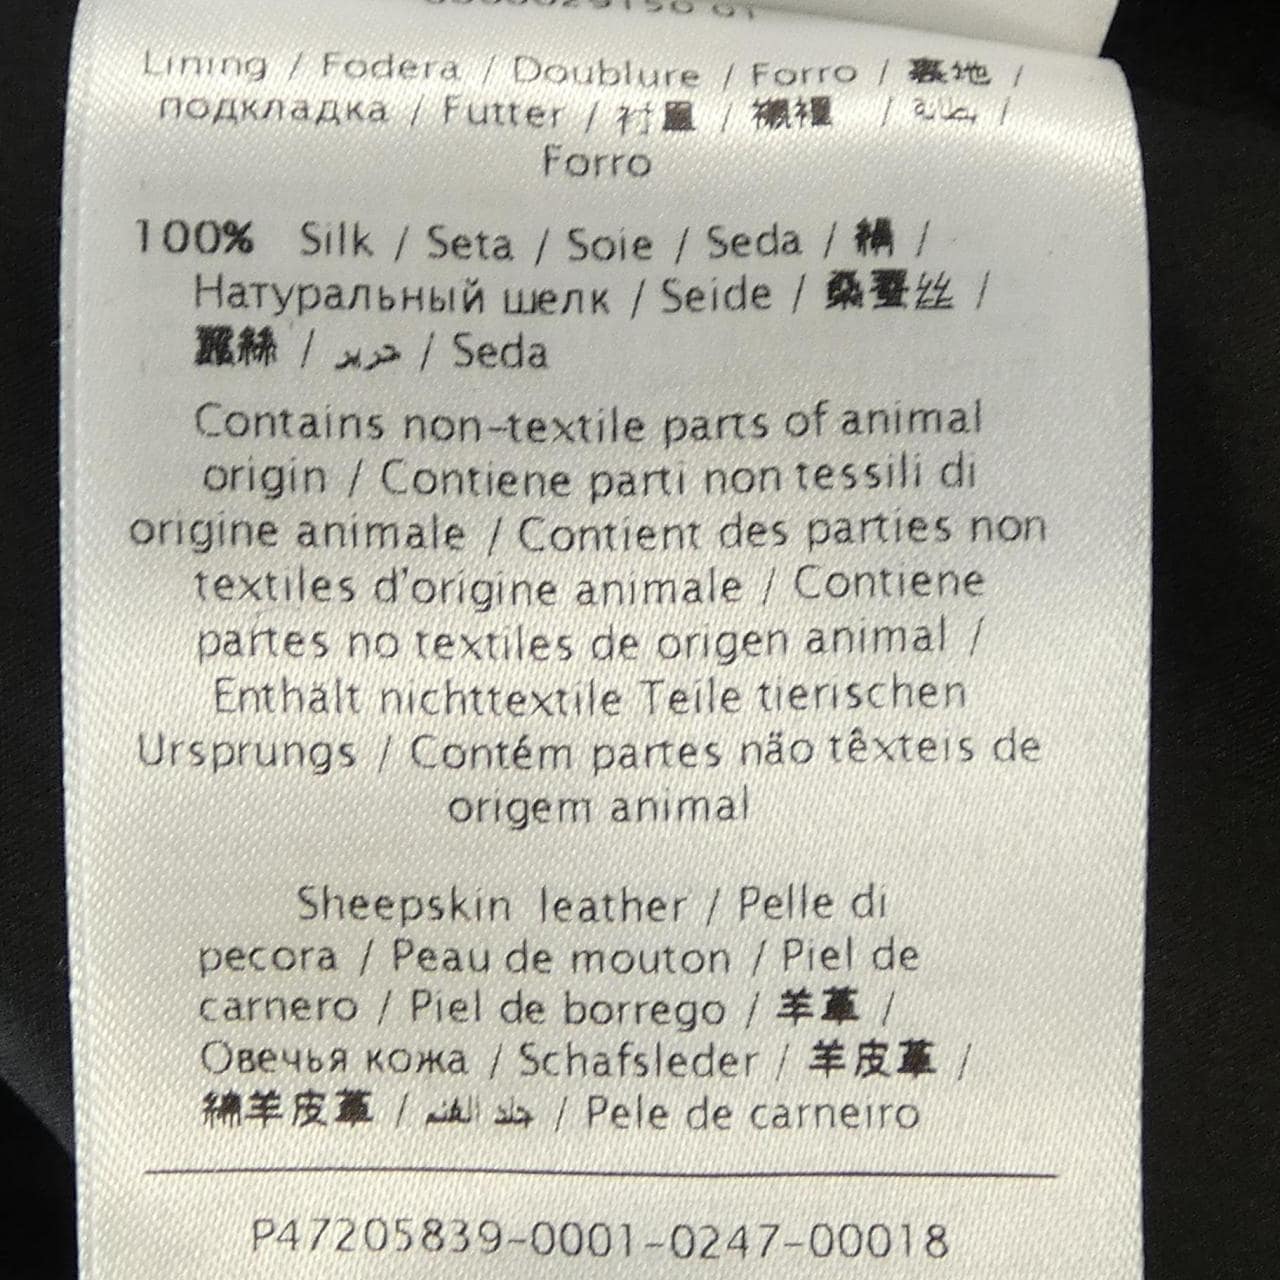 Lining / Fodera / Doublure / Forro / 裏地 /
подкладка / Futter / 衬里 / 襯裡 / بطانة /
Forro
100% Silk / Seta / Soie / Seda / 絹 /
Натуральный шелк / Seide / 桑蚕丝 /
蠶絲 / حرير / Seda
Contains non-textile parts of animal
origin / Contiene parti non tessili di
origine animale / Contient des parties non
textiles d'origine animale / Contiene
partes no textiles de origen animal /
Enthält nichttextile Teile tierischen
Ursprungs / Contém partes não têxteis de
origem animal
Sheepskin leather / Pelle di
pecora / Peau de mouton / Piel de
carnero / Piel de borrego / 羊革 /
Овечья кожа / Schafsleder / 羊皮革 /
綿羊皮革 / جلد الغنم / Pele de carneiro
P47205839-0001-0247-00018